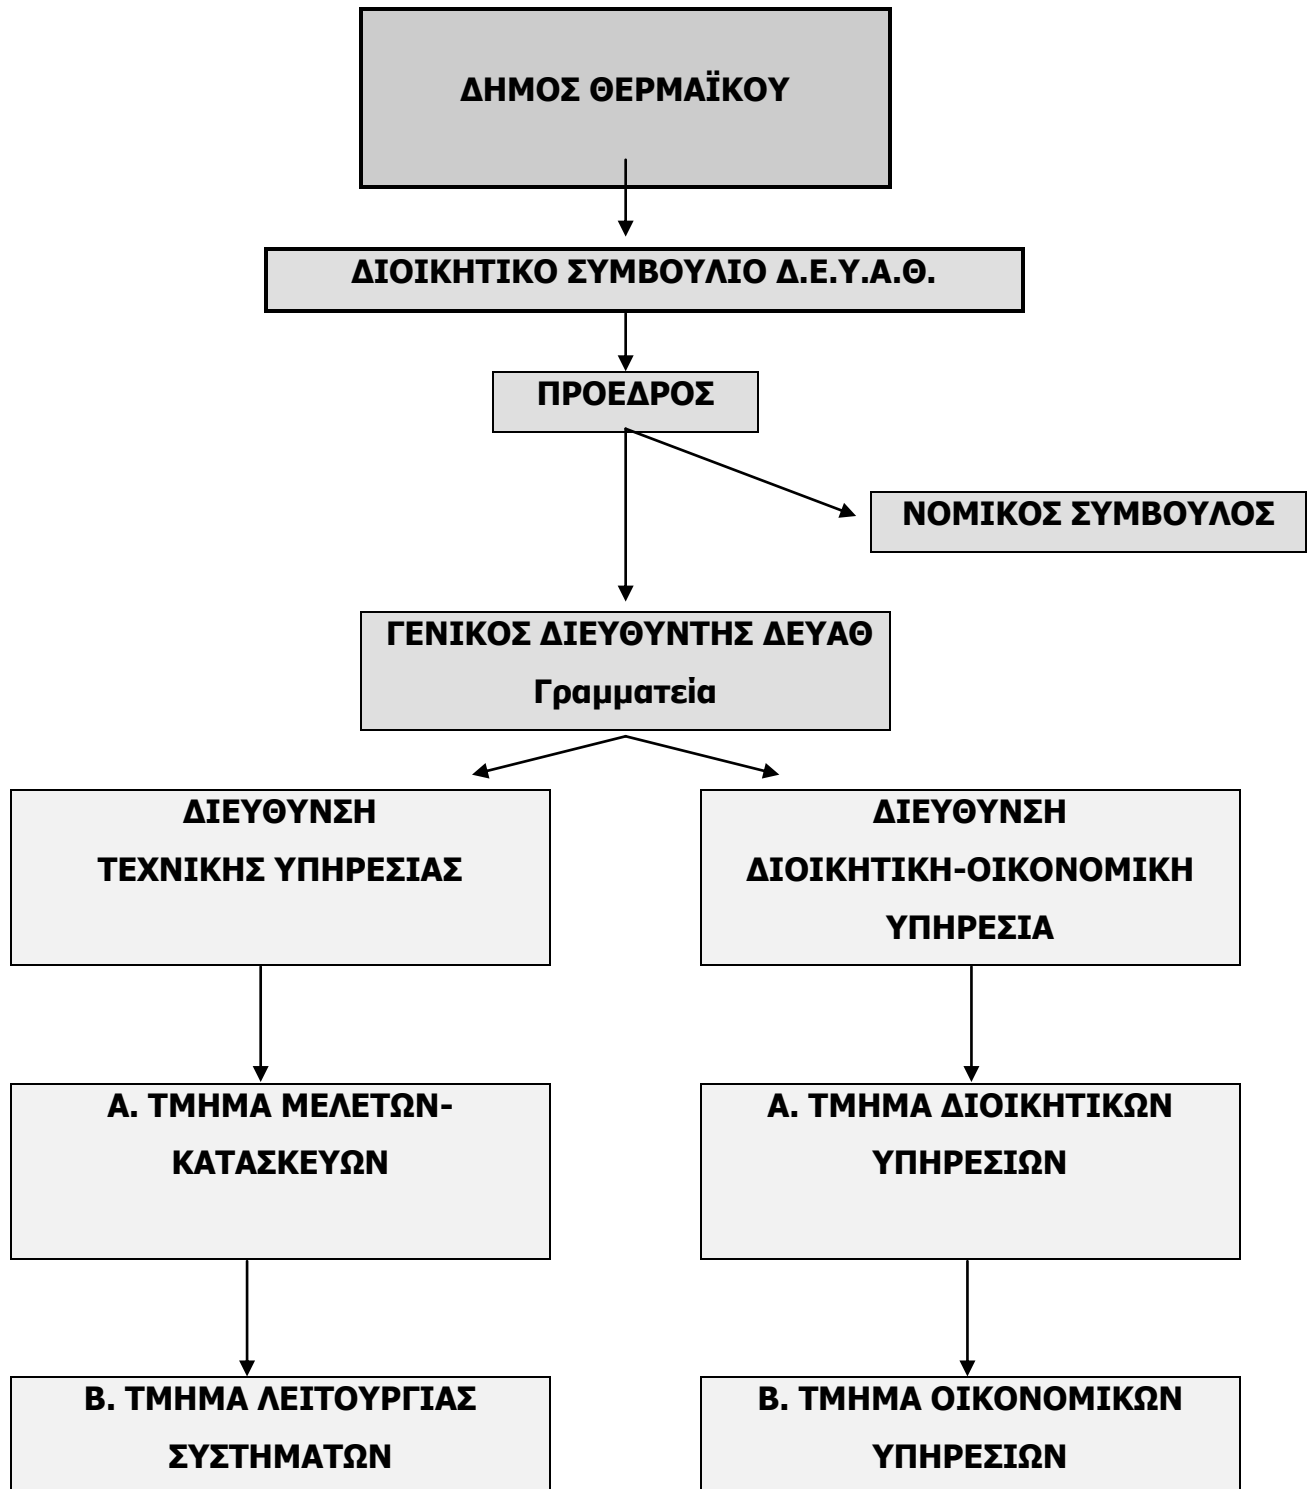 ΔΗΜΟΣ ΘΕΡΜΑΪΚΟΥ
ΔΙΟΙΚΗΤΙΚΟ ΣΥΜΒΟΥΛΙΟ Δ.Ε.Υ.Α.Θ.
ΠΡΟΕΔΡΟΣ
ΝΟΜΙΚΟΣ ΣΥΜΒΟΥΛΟΣ
ΓΕΝΙΚΟΣ ΔΙΕΥΘΥΝΤΗΣ ΔΕΥΑΘ
Γραμματεία
ΔΙΕΥΘΥΝΣΗ
ΤΕΧΝΙΚΗΣ ΥΠΗΡΕΣΙΑΣ
ΔΙΕΥΘΥΝΣΗ
ΔΙΟΙΚΗΤΙΚΗ-ΟΙΚΟΝΟΜΙΚΗ
ΥΠΗΡΕΣΙΑ
Α. ΤΜΗΜΑ ΜΕΛΕΤΩΝ-
ΚΑΤΑΣΚΕΥΩΝ
Α. ΤΜΗΜΑ ΔΙΟΙΚΗΤΙΚΩΝ
ΥΠΗΡΕΣΙΩΝ
Β. ΤΜΗΜΑ ΛΕΙΤΟΥΡΓΙΑΣ
ΣΥΣΤΗΜΑΤΩΝ
Β. ΤΜΗΜΑ ΟΙΚΟΝΟΜΙΚΩΝ
ΥΠΗΡΕΣΙΩΝ